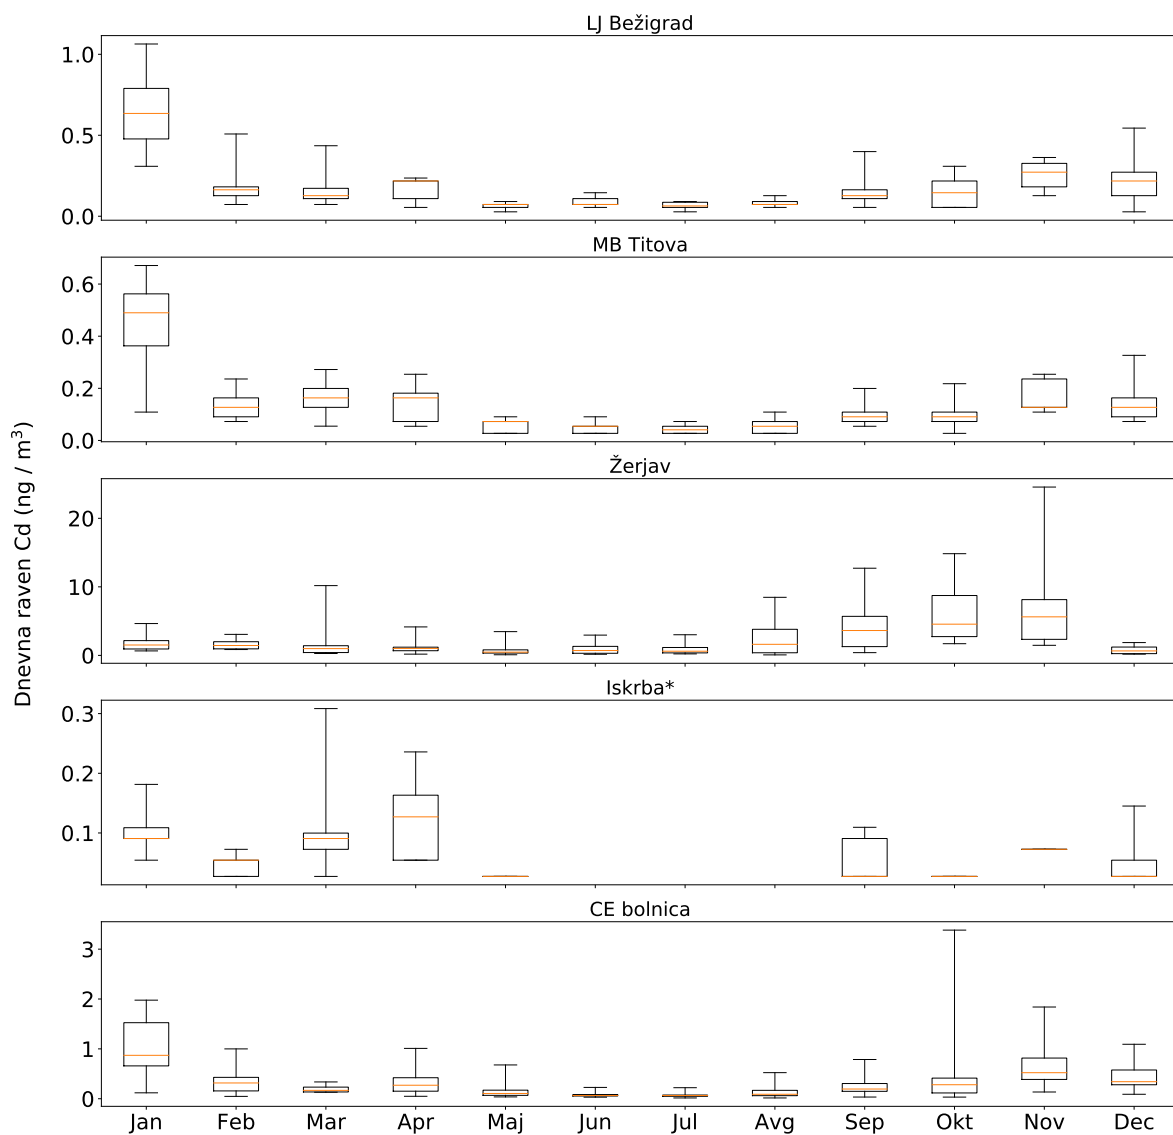 LJ Bežigrad
1.0
0.5
0.0
MB Titova
0.6
0.4
0.2
0.0
Dnevna raven Cd (ng / m³)
Žerjav
20
10
0
Iskrba*
0.3
0.2
0.1
CE bolnica
3
2
1
0
Jan Feb Mar Apr Maj Jun Jul Avg Sep Okt Nov Dec